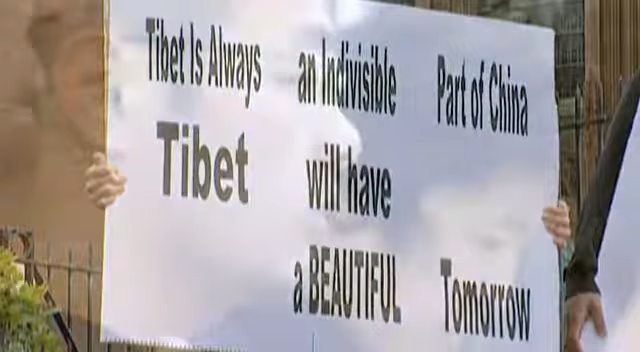 Tibet Is Always an Indivisible Part of China
Tibet will have
a BEAUTIFUL Tomorrow